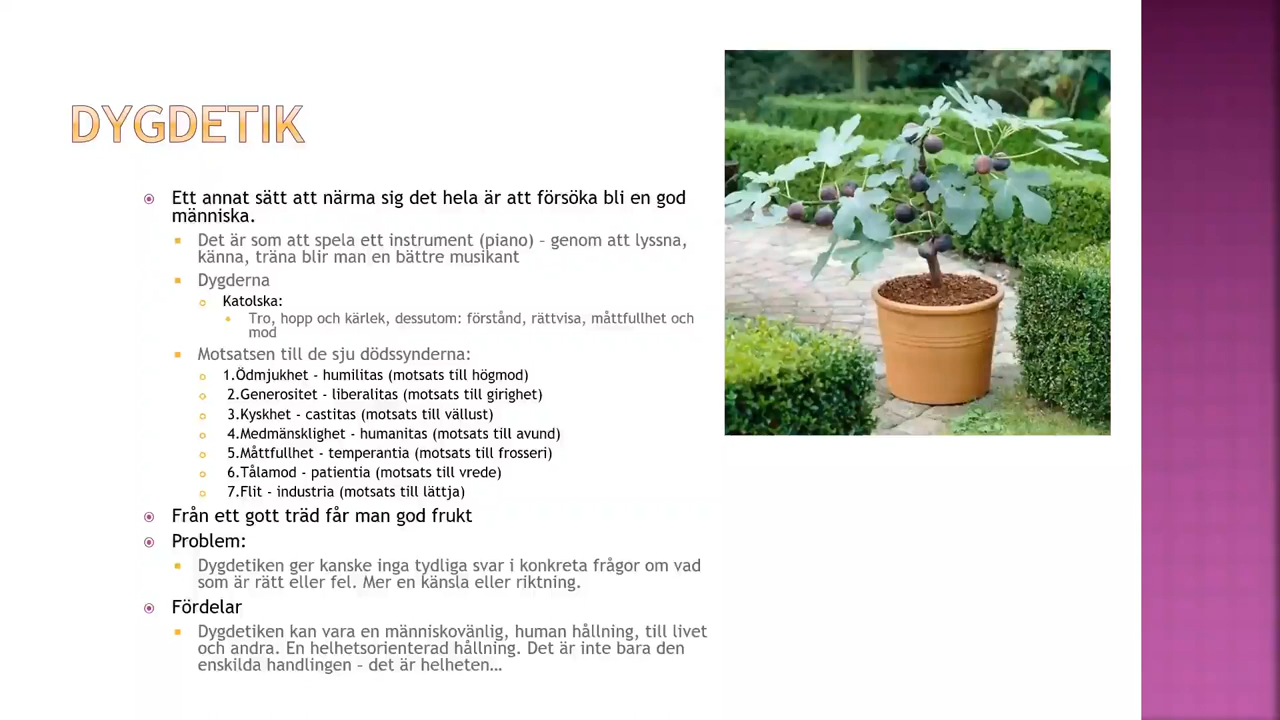 DYGDETIK
Ett annat sätt att närma sig det hela är att försöka bli en god
människa.
Det är som att spela ett instrument (piano) – genom att lyssna,
känna, träna blir man en bättre musikant
Dygderna
Katolska:
Tro, hopp och kärlek, dessutom: förstånd, rättvisa, måttfullhet och
mod
Motsatsen till de sju dödssynderna:
1.Ödmjukhet - humilitas (motsats till högmod)
2.Generositet - liberalitas (motsats till girighet)
3.Kyskhet - castitas (motsats till vällust)
4.Medmänsklighet - humanitas (motsats till avund)
5.Måttfullhet - temperantia (motsats till frosseri)
6.Tålamod - patientia (motsats till vrede)
7.Flit - industria (motsats till lättja)
Från ett gott träd får man god frukt
Problem:
Dygdetiken ger kanske inga tydliga svar i konkreta frågor om vad
som är rätt eller fel. Mer en känsla eller riktning.
Fördelar
Dygdetiken kan vara en människovänlig, human hållning, till livet
och andra. En helhetsorienterad hållning. Det är inte bara den
enskilda handlingen – det är helheten…